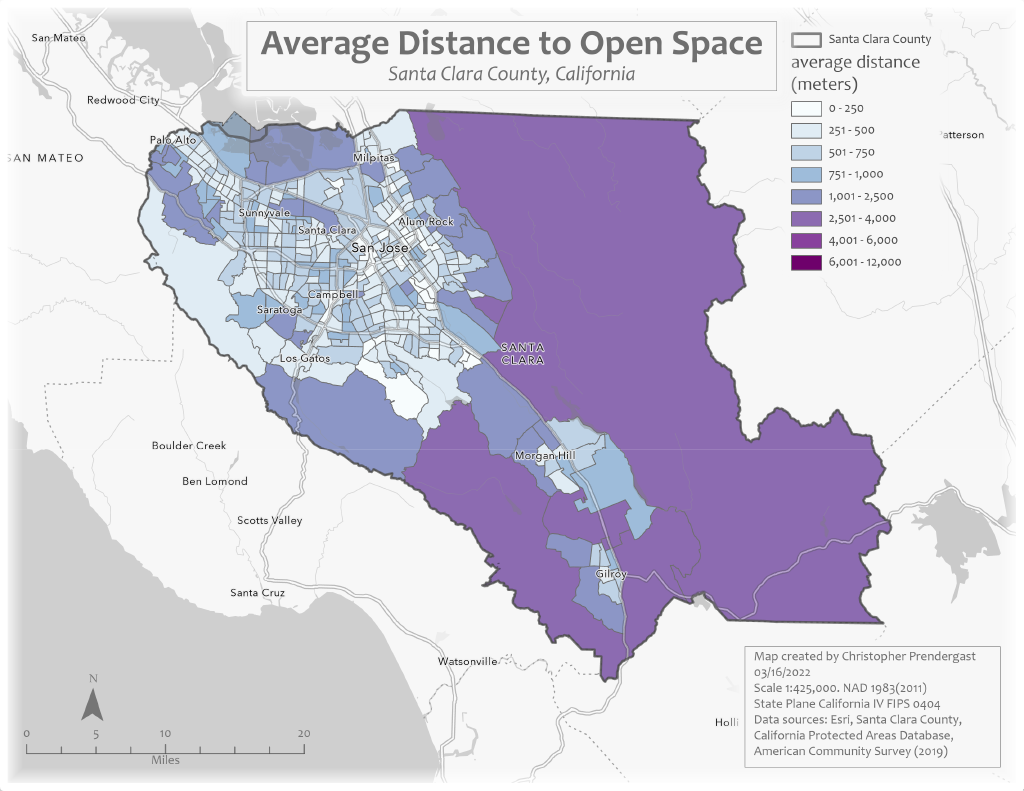 Average Distance to Open Space
Santa Clara County, California
Santa Clara County
average distance
(meters)
0 - 250
251 - 500
501 - 750
751 - 1,000
1,001 - 2,500
2,501 - 4,000
4,001 - 6,000
6,001 - 12,000
San Mateo
Redwood City
Palo Alto
SAN MATEO
Milpitas
atterson
Sunnyvale
Santa Clara
Alum Rock
San Jose
Campbell
Saratoga
Los Gatos
SANTA
CLARA
Boulder Creek
Morgan Hill
Ben Lomond
Scotts Valley
Gilroy
Santa Cruz
Watsonville
Holli
N
0 5 10 20
Miles
Map created by Christopher Prendergast
03/16/2022
Scale 1:425,000. NAD 1983(2011)
State Plane California IV FIPS 0404
Data sources: Esri, Santa Clara County,
California Protected Areas Database,
American Community Survey (2019)